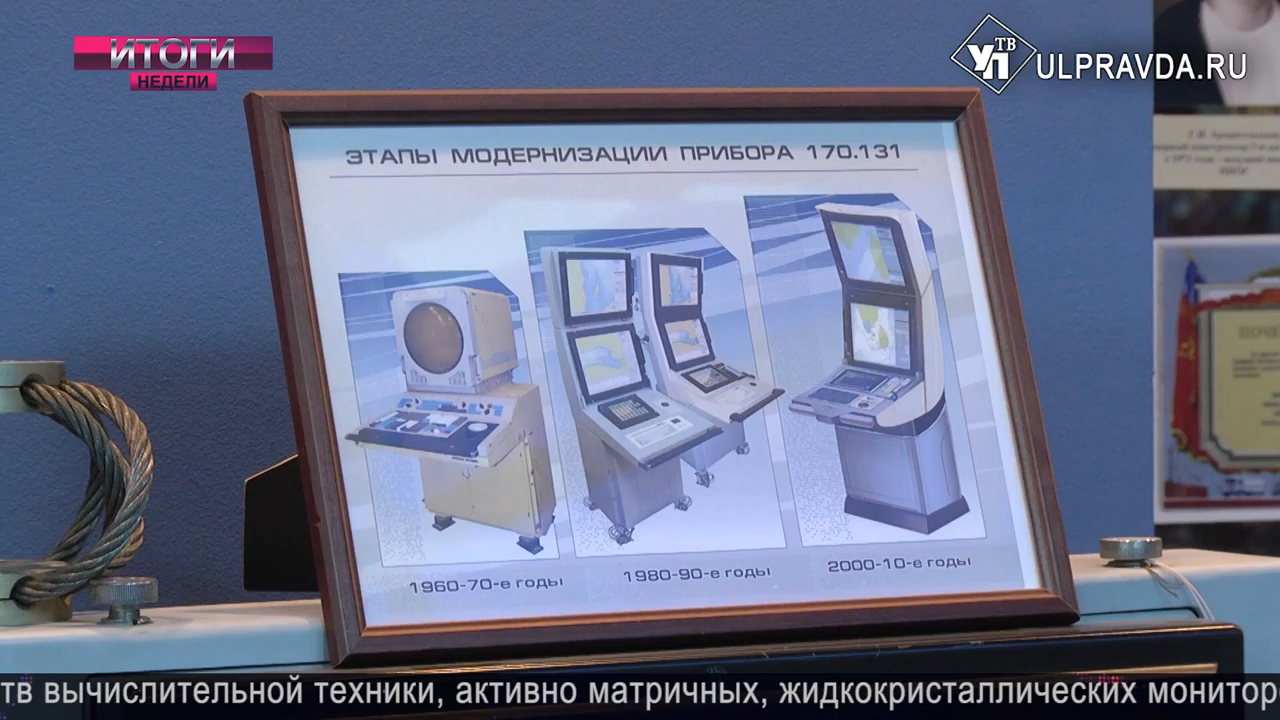 ИТОГИ
НЕДЕЛИ
УП ТВ
ULPRAVDA.RU
ЭТАПЫ МОДЕРНИЗАЦИИ ПРИБОРА 170.131
1960-70-е годы
1980-90-е годы
2000-10-е годы
тв вычислительной техники, активно матричных, жидкокристаллических монитор